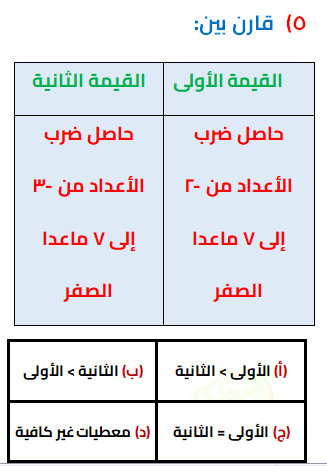 ٥) قارن بين:
القيمة الأولى
القيمة الثانية
حاصل ضرب
الأعداد من -٢
إلى ٧ ماعدا
الصفر
حاصل ضرب
الأعداد من -٣
إلى ٧ ماعدا
الصفر
(أ) الأولى > الثانية
(ب) الثانية > الأولى
(ج) الأولى = الثانية
(د) معطيات غير كافية